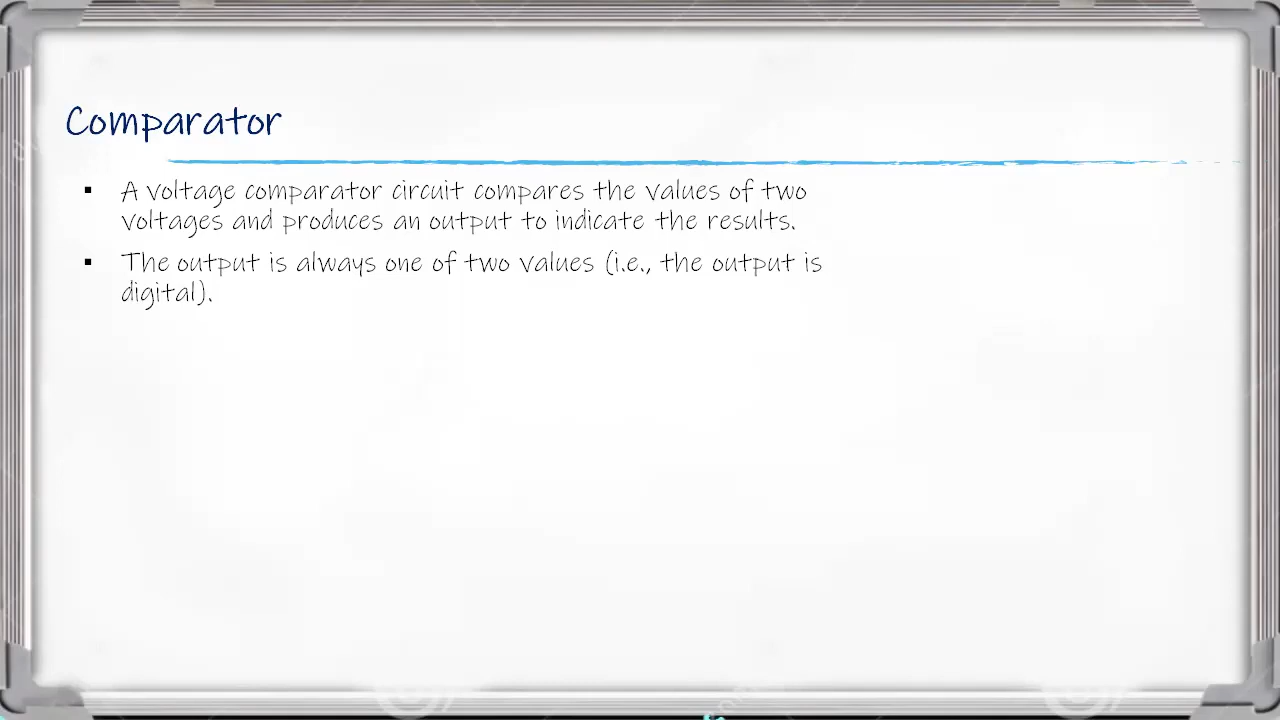 Comparator
▪ A voltage comparator circuit compares the values of two
voltages and produces an output to indicate the results.
▪ The output is always one of two values (i.e., the output is
digital).